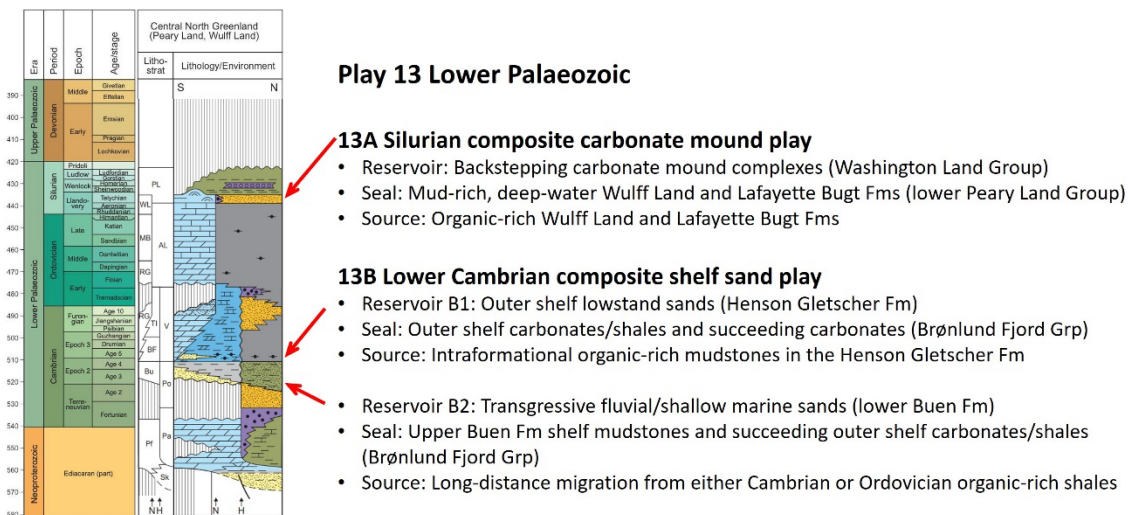 Central North Greenland
(Peary Land, Wulff Land)
Era
Period
Epoch
Age/stage
Litho-
strat
Lithology/Environment
S
N
390
400
410
420
430
440
450
460
470
480
490
500
510
520
530
540
550
560
570
580
Upper Palaeozoic
Lower Palaeozoic
Neoproterozoic
Devonian
Silurian
Ordovician
Cambrian
Ediacaran (part)
Middle
Early
Pridoli
Ludlow
Wenlock
Llando-
very
Late
Middle
Early
Furon-
gian
Epoch 3
Epoch 2
Terre-
neuvian
Givetian
Eifelian
Emsian
Pragian
Lochkovian
Ludfordian
Gorstian
Homerian
Sheinwoodian
Telychian
Aeronian
Rhuddanian
Hirnantian
Katian
Sandbian
Darriwilian
Dapingian
Floian
Tremadocian
Age 10
Jiangshanian
Paibian
Guzhangian
Drumian
Age 5
Age 4
Age 3
Age 2
Fortunian
PL
WL
MB
AL
RG
RG
TI
V
BF
Bu
Po
Pf
Pa
Sk
N H
N
H
Play 13 Lower Palaeozoic
13A Silurian composite carbonate mound play
• Reservoir: Backstepping carbonate mound complexes (Washington Land Group)
• Seal: Mud-rich, deep-water Wulff Land and Lafayette Bugt Fms (lower Peary Land Group)
• Source: Organic-rich Wulff Land and Lafayette Bugt Fms
13B Lower Cambrian composite shelf sand play
• Reservoir B1: Outer shelf lowstand sands (Henson Gletscher Fm)
• Seal: Outer shelf carbonates/shales and succeeding carbonates (Brønlund Fjord Grp)
• Source: Intraformational organic-rich mudstones in the Henson Gletscher Fm
• Reservoir B2: Transgressive fluvial/shallow marine sands (lower Buen Fm)
• Seal: Upper Buen Fm shelf mudstones and succeeding outer shelf carbonates/shales
(Brønlund Fjord Grp)
• Source: Long-distance migration from either Cambrian or Ordovician organic-rich shales